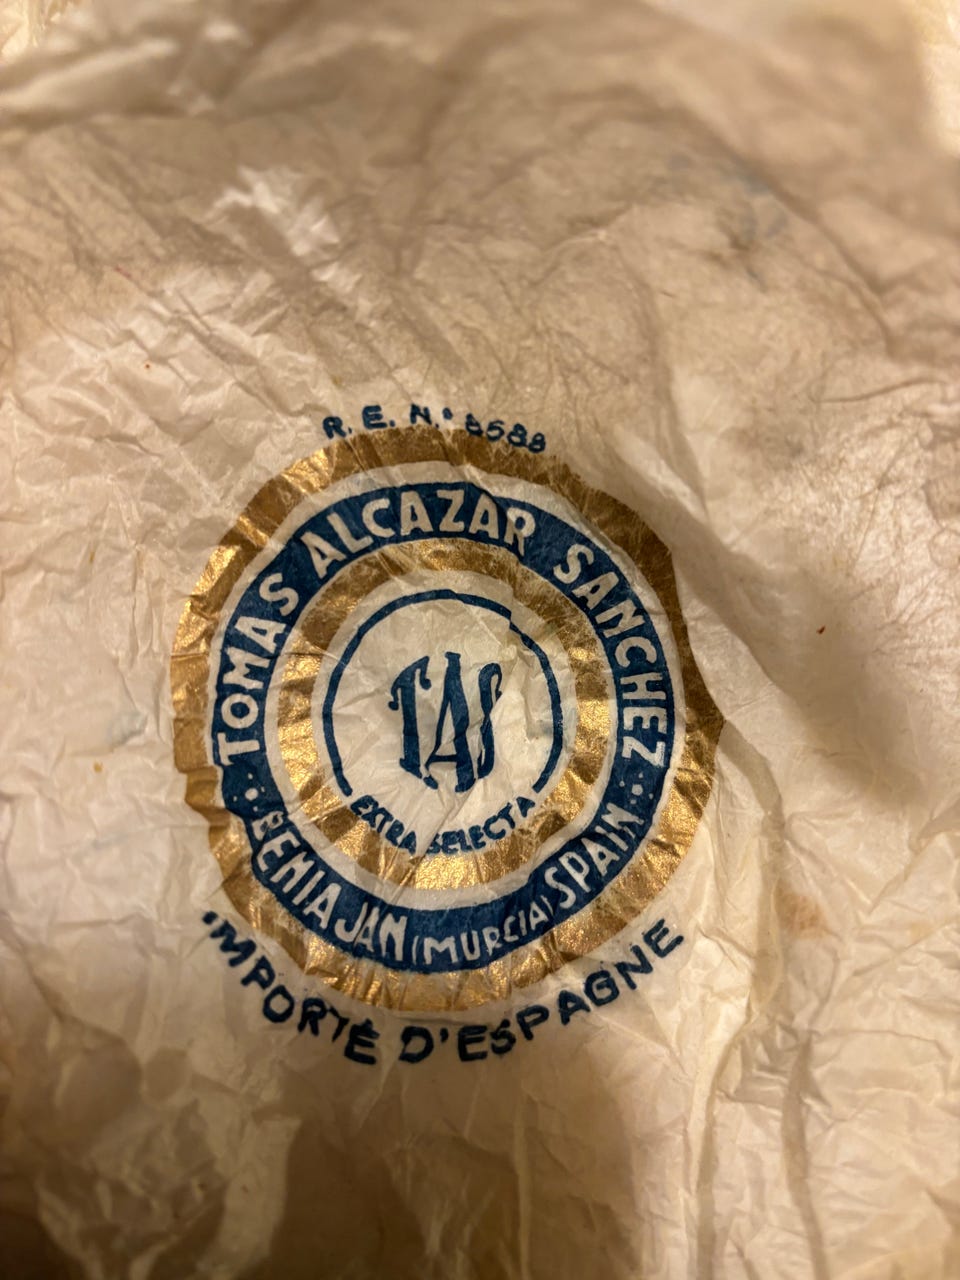 R. E. N.° 8588
TOMAS ALCAZAR SANCHEZ
TAS
EXTRA SELECTA
BENIAJAN (MURCIA) SPAIN
IMPORTÉ D'ESPAGNE